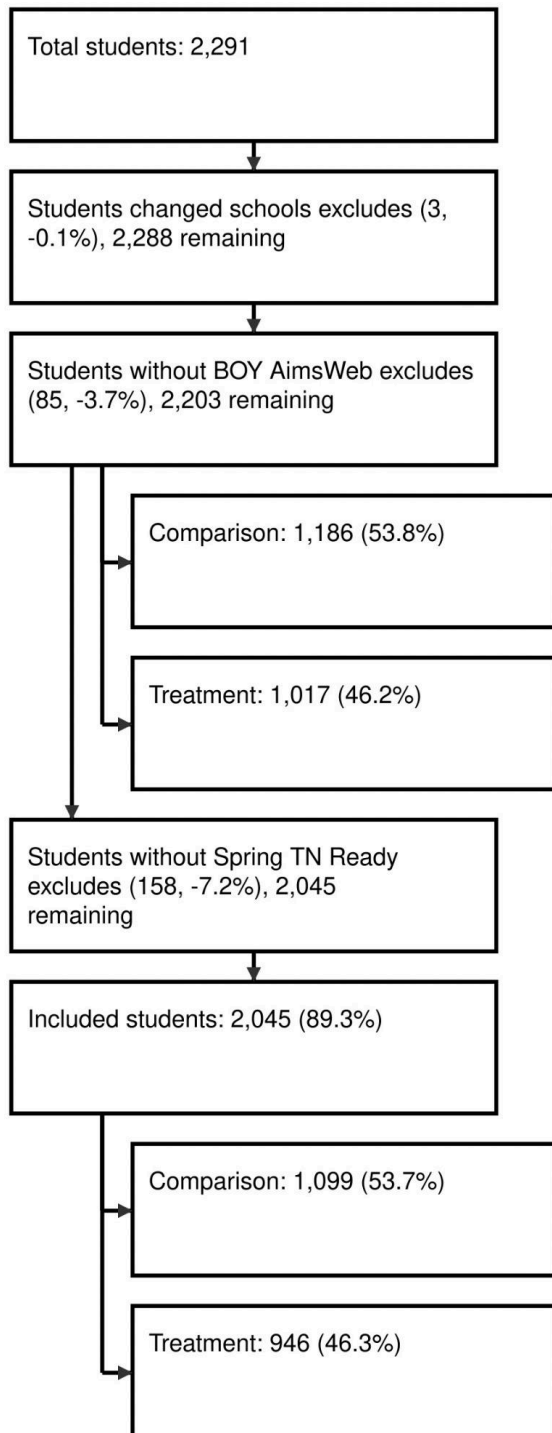 Total students: 2,291
Students changed schools excludes (3,
-0.1%), 2,288 remaining
Students without BOY AimsWeb excludes
(85, -3.7%), 2,203 remaining
Comparison: 1,186 (53.8%)
Treatment: 1,017 (46.2%)
Students without Spring TN Ready
excludes (158, -7.2%), 2,045
remaining
Included students: 2,045 (89.3%)
Comparison: 1,099 (53.7%)
Treatment: 946 (46.3%)